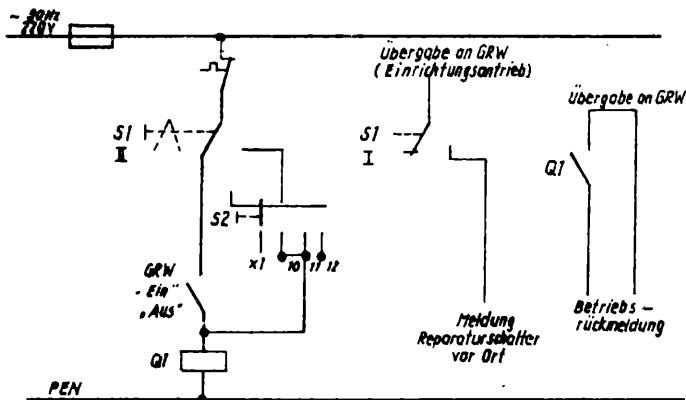 ~ 50Hz
220V
Übergabe an GRW
(Einrichtungsantrieb)
Übergabe an GRW
S1
II
S1
I
Q1
S2
x1 10 11 12
GRW
„Ein"
„Aus"
Meldung
Reparaturschalter
vor Ort
Betriebs-
rückmeldung
Q1
PEN